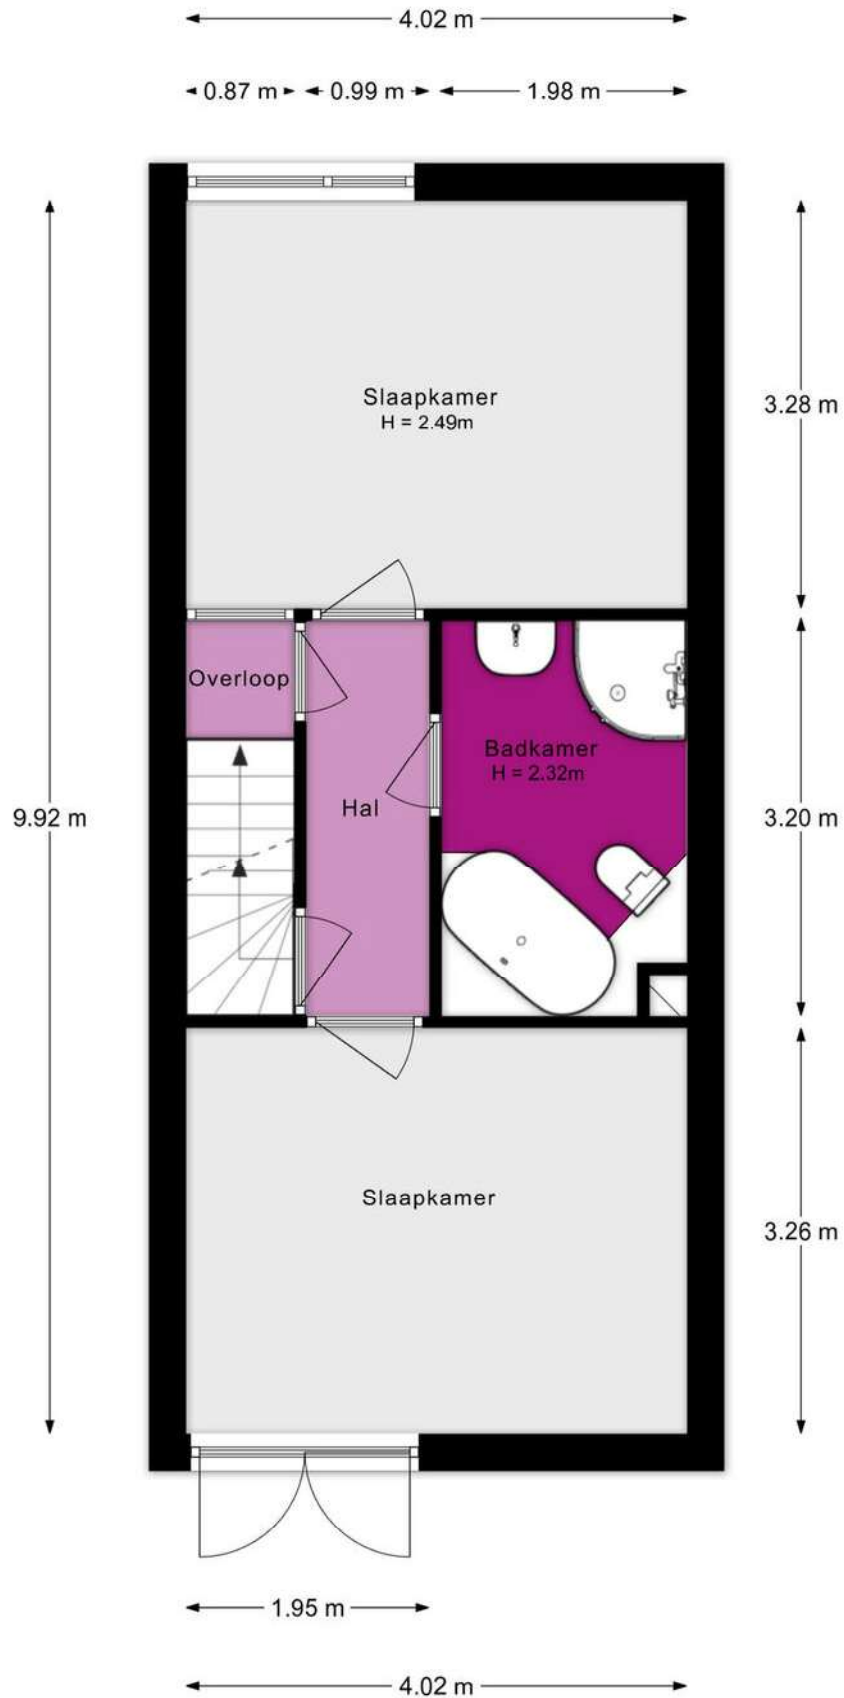 4.02 m
0.87 m 0.99 m 1.98 m
Slaapkamer
H = 2.49m
3.28 m
Overloop
Badkamer
H = 2.32m
Hal
9.92 m
3.20 m
Slaapkamer
3.26 m
1.95 m
4.02 m